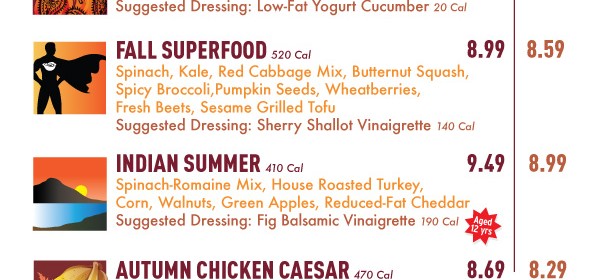 Suggested Dressing: Low-Fat Yogurt Cucumber 20 Cal
FALL SUPERFOOD 520 Cal 8.99 8.59
Spinach, Kale, Red Cabbage Mix, Butternut Squash,
Spicy Broccoli,Pumpkin Seeds, Wheatberries,
Fresh Beets, Sesame Grilled Tofu
Suggested Dressing: Sherry Shallot Vinaigrette 140 Cal
INDIAN SUMMER 410 Cal 9.49 8.99
Spinach-Romaine Mix, House Roasted Turkey,
Corn, Walnuts, Green Apples, Reduced-Fat Cheddar
Suggested Dressing: Fig Balsamic Vinaigrette 190 Cal
Aged
12 yrs
AUTUMN CHICKEN CAESAR 470 Cal 8.69 8.29